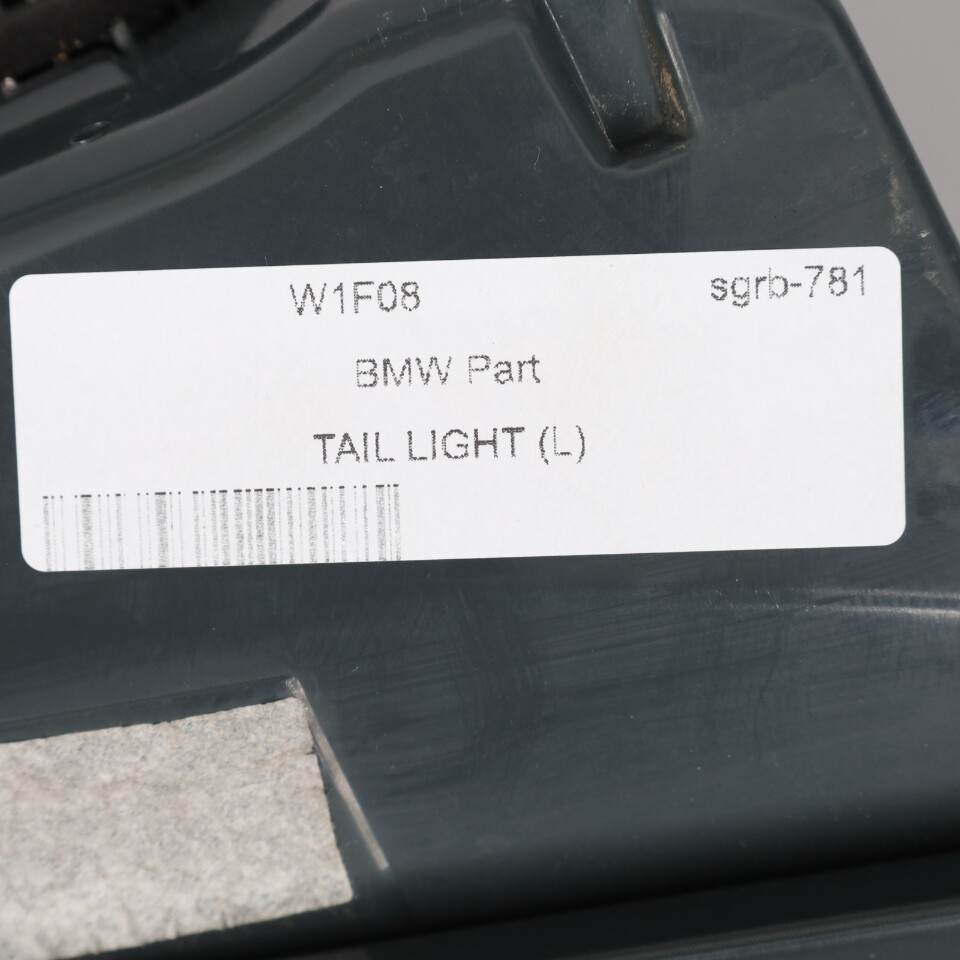 W1F08 sgrb-781
BMW Part
TAIL LIGHT (L)